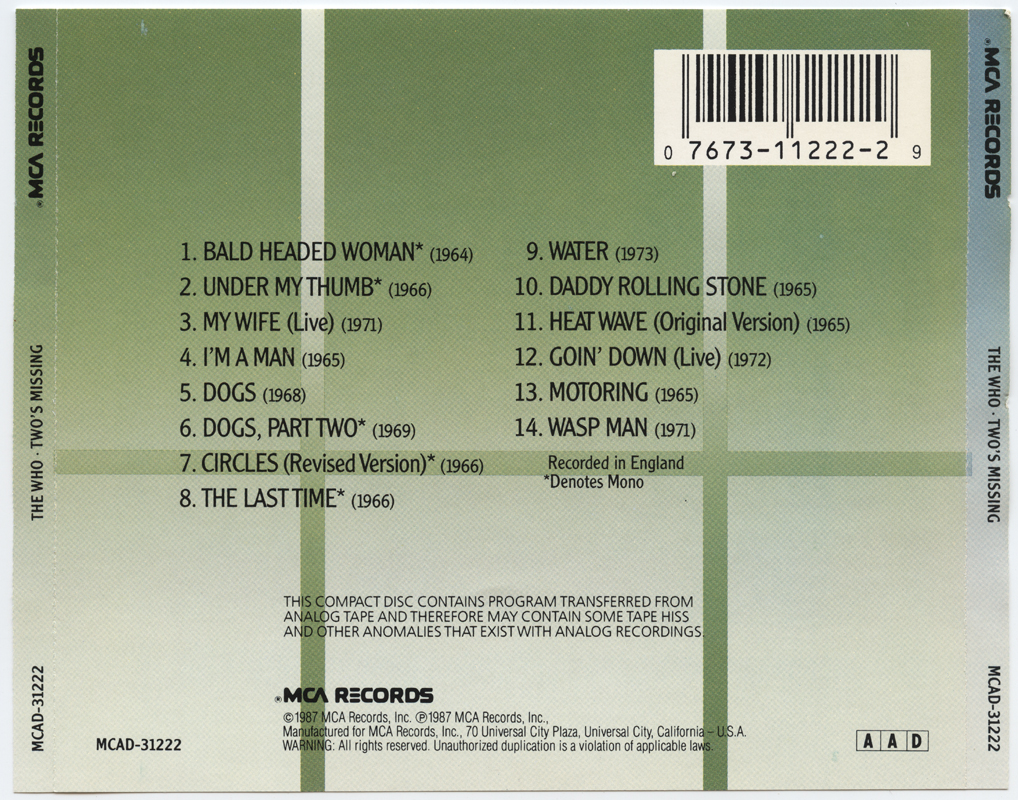 ® MCA RECORDS
THE WHO · TWO'S MISSING
MCAD-31222
0 7673-11222-2 9
1. BALD HEADED WOMAN* (1964)
2. UNDER MY THUMB* (1966)
3. MY WIFE (Live) (1971)
4. I'M A MAN (1965)
5. DOGS (1968)
6. DOGS, PART TWO* (1969)
7. CIRCLES (Revised Version)* (1966)
8. THE LAST TIME* (1966)
9. WATER (1973)
10. DADDY ROLLING STONE (1965)
11. HEAT WAVE (Original Version) (1965)
12. GOIN' DOWN (Live) (1972)
13. MOTORING (1965)
14. WASP MAN (1971)
Recorded in England
*Denotes Mono
THIS COMPACT DISC CONTAINS PROGRAM TRANSFERRED FROM
ANALOG TAPE AND THEREFORE MAY CONTAIN SOME TAPE HISS
AND OTHER ANOMALIES THAT EXIST WITH ANALOG RECORDINGS.
® MCA RECORDS
©1987 MCA Records, Inc. ℗1987 MCA Records, Inc.,
Manufactured for MCA Records, Inc., 70 Universal City Plaza, Universal City, California – U.S.A.
WARNING: All rights reserved. Unauthorized duplication is a violation of applicable laws.
MCAD-31222
A A D
® MCA RECORDS
THE WHO · TWO'S MISSING
MCAD-31222